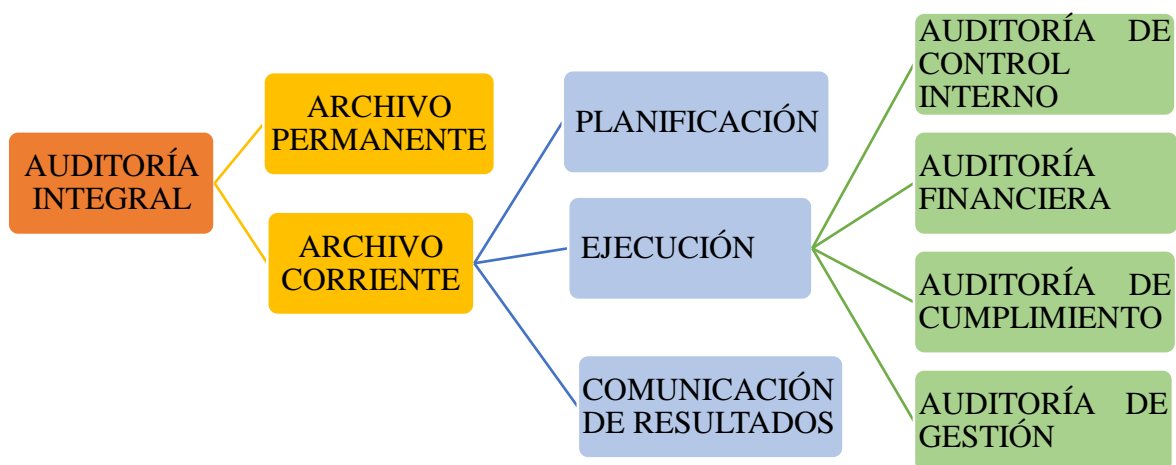 AUDITORÍA
INTEGRAL
ARCHIVO
PERMANENTE
ARCHIVO
CORRIENTE
PLANIFICACIÓN
EJECUCIÓN
COMUNICACIÓN
DE RESULTADOS
AUDITORÍA DE
CONTROL
INTERNO
AUDITORÍA
FINANCIERA
AUDITORÍA DE
CUMPLIMIENTO
AUDITORÍA DE
GESTIÓN